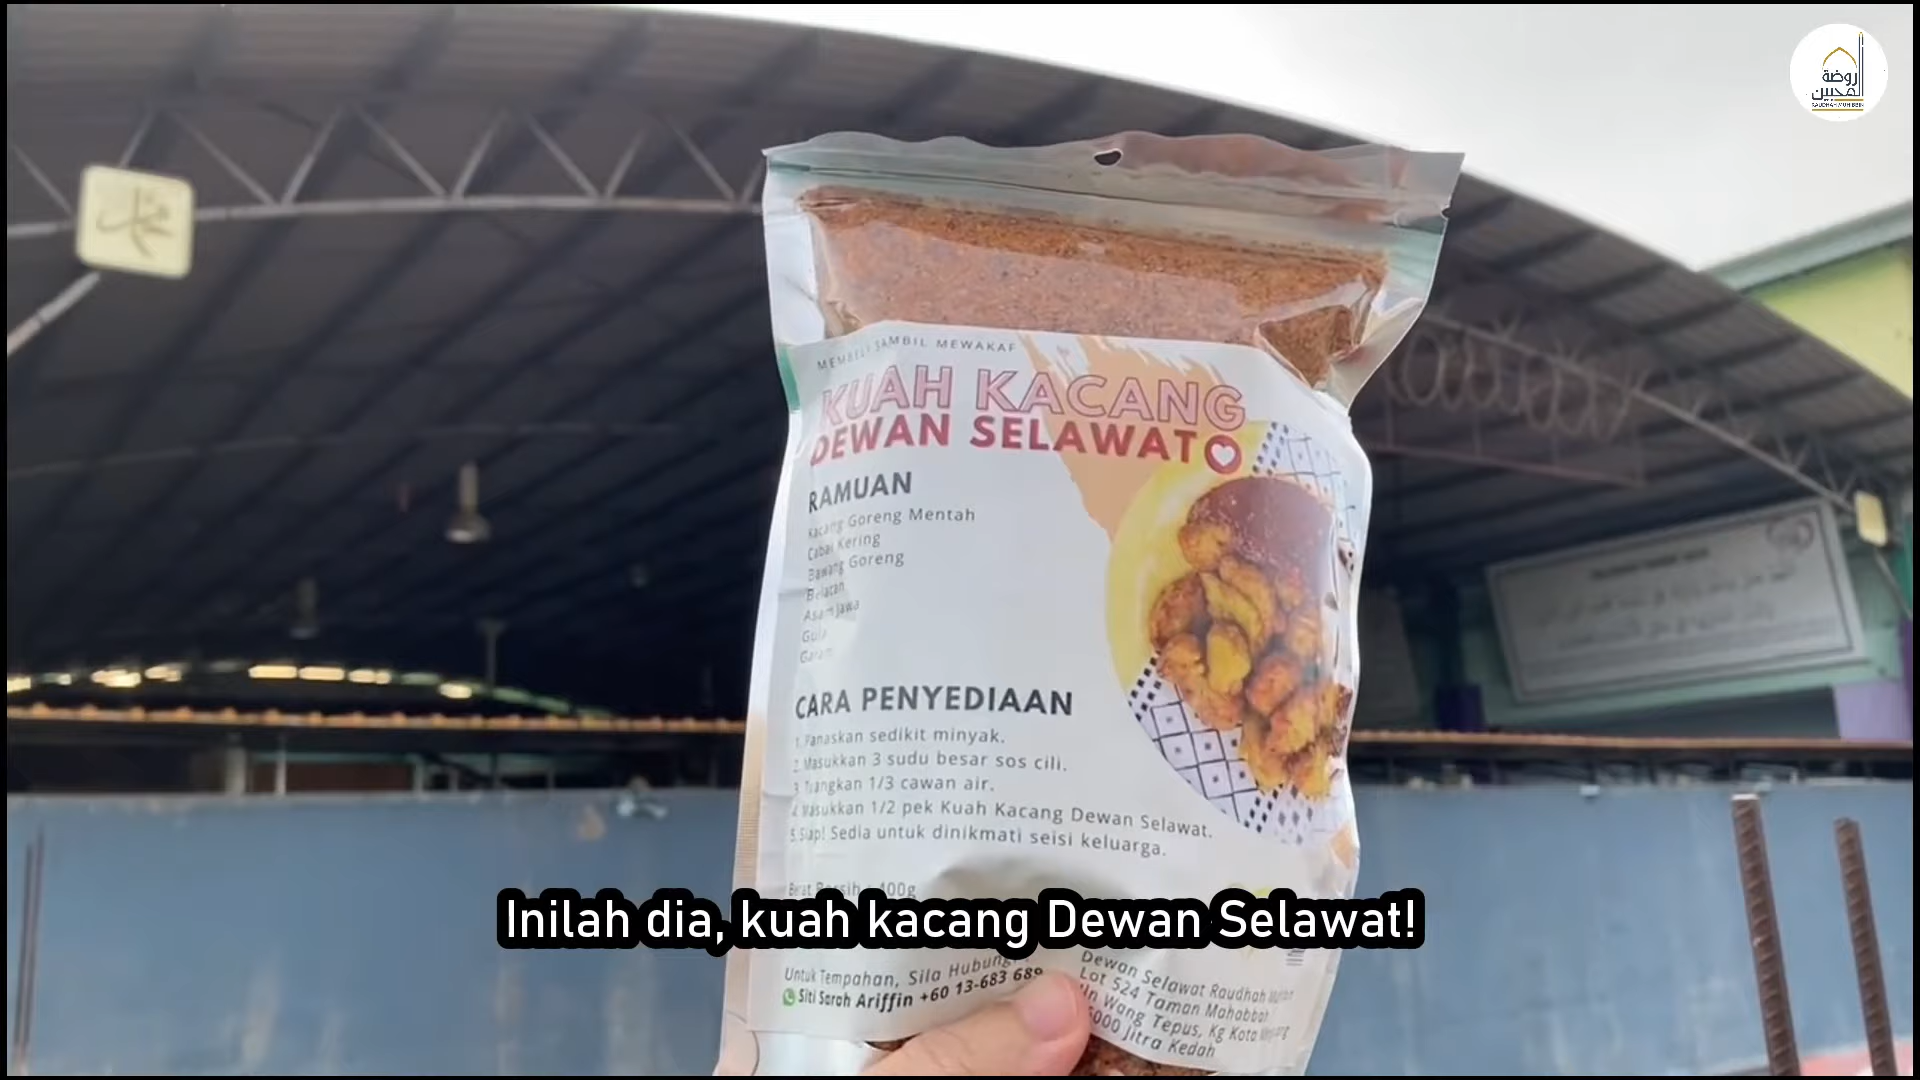 روضة
المحبين
RAUDHAH MUHIBBIN
MEMBELI SAMBIL MEWAKAF
KUAH KACANG
DEWAN SELAWAT
RAMUAN
Kacang Goreng Mentah
Cabai Kering
Bawang Goreng
Belacan
Asam Jawa
Gula
Garam
CARA PENYEDIAAN
1. Panaskan sedikit minyak.
2. Masukkan 3 sudu besar sos cili.
3. Tuangkan 1/3 cawan air.
4. Masukkan 1/2 pek Kuah Kacang Dewan Selawat.
5. Siap! Sedia untuk dinikmati seisi keluarga.
Berat Bersih : 400g
Inilah dia, kuah kacang Dewan Selawat!
Untuk Tempahan, Sila Hubungi
Siti Sarah Ariffin +60 13-683 689
Dewan Selawat Raudhah
Lot 524 Taman Mahabbah
Jln Wang Tepus, Kg Kota
Jitra Kedah